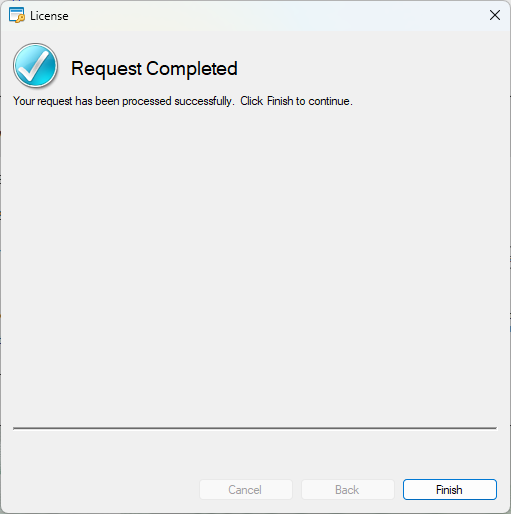 License
Request Completed
Your request has been processed successfully.  Click Finish to continue.
Cancel
Back
Finish